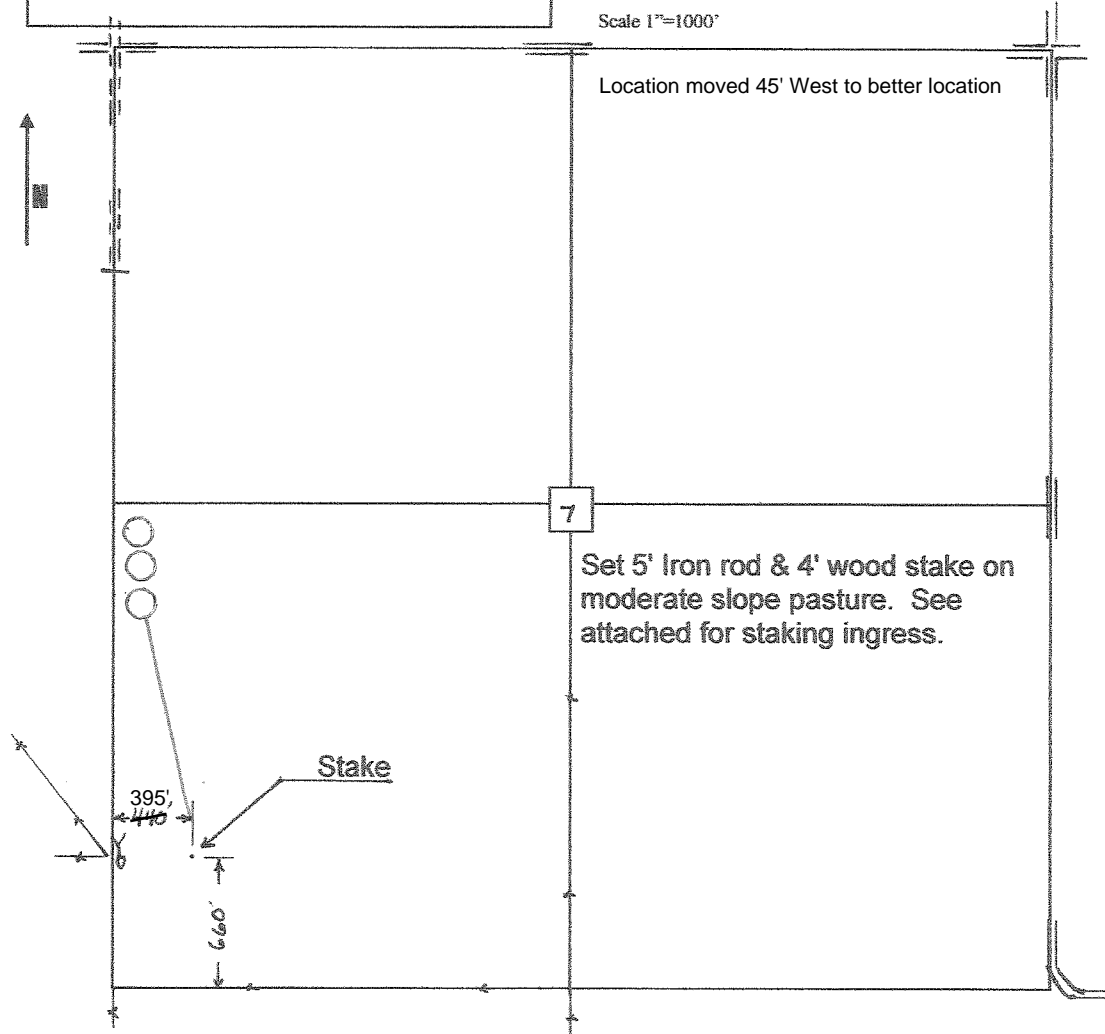 Scale 1"=1000'
Location moved 45' West to better location
7
Set 5' Iron rod & 4' wood stake on
moderate slope pasture. See
attached for staking ingress.
Stake
395'
440'
660'